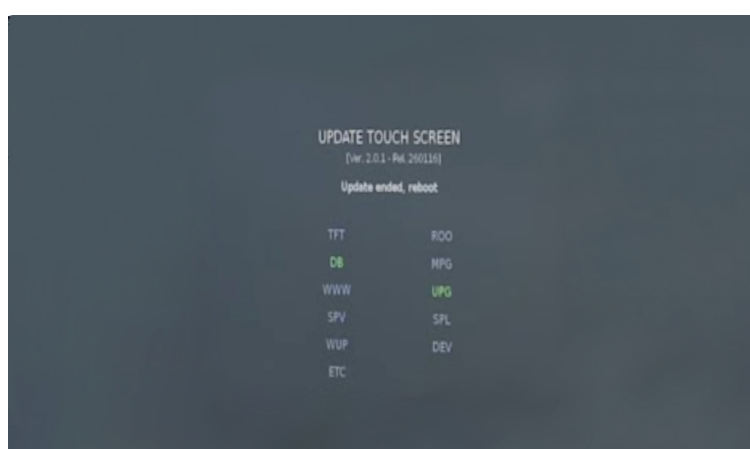 UPDATE TOUCH SCREEN
[Ver. 2.0.1 - Rel. 260116]
Update ended, reboot
TFT ROO
DB MPG
WWW UPG
SPV SPL
WUP DEV
ETC